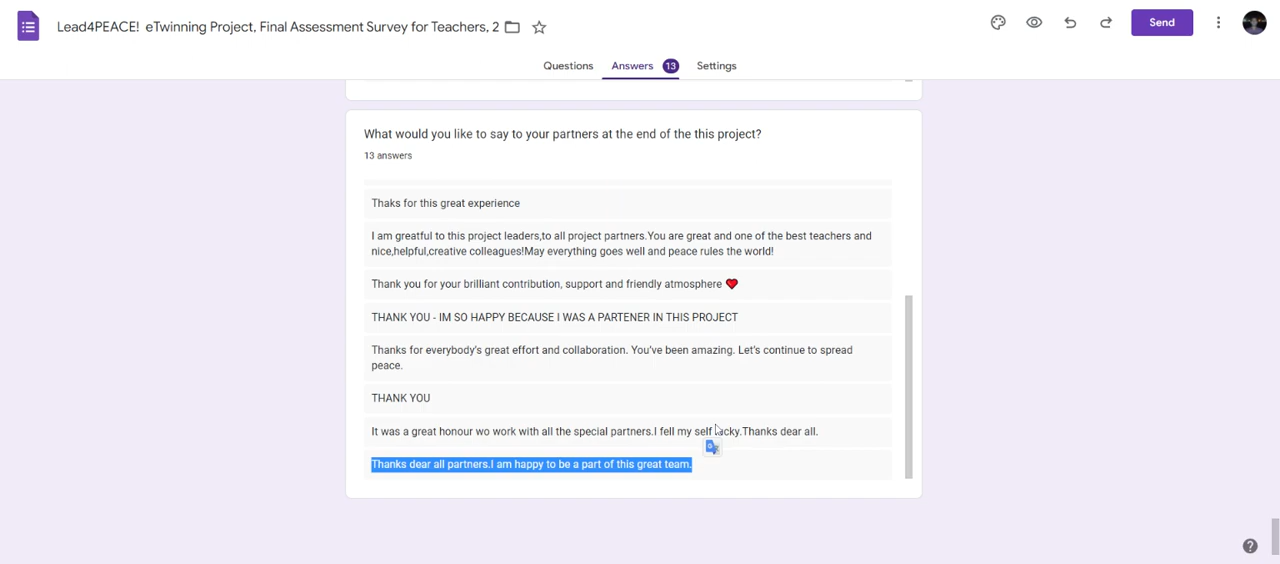 Lead4PEACE! eTwinning Project, Final Assessment Survey for Teachers, 2
Send
Questions
Answers 13
Settings
What would you like to say to your partners at the end of the this project?
13 answers
Thaks for this great experience
I am greatful to this project leaders,to all project partners.You are great and one of the best teachers and
nice,helpful,creative colleagues!May everything goes well and peace rules the world!
Thank you for your brilliant contribution, support and friendly atmosphere ❤️
THANK YOU - IM SO HAPPY BECAUSE I WAS A PARTENER IN THIS PROJECT
Thanks for everybody's great effort and collaboration. You've been amazing. Let's continue to spread
peace.
THANK YOU
It was a great honour wo work with all the special partners.I fell my self lucky.Thanks dear all.
Thanks dear all partners.I am happy to be a part of this great team.